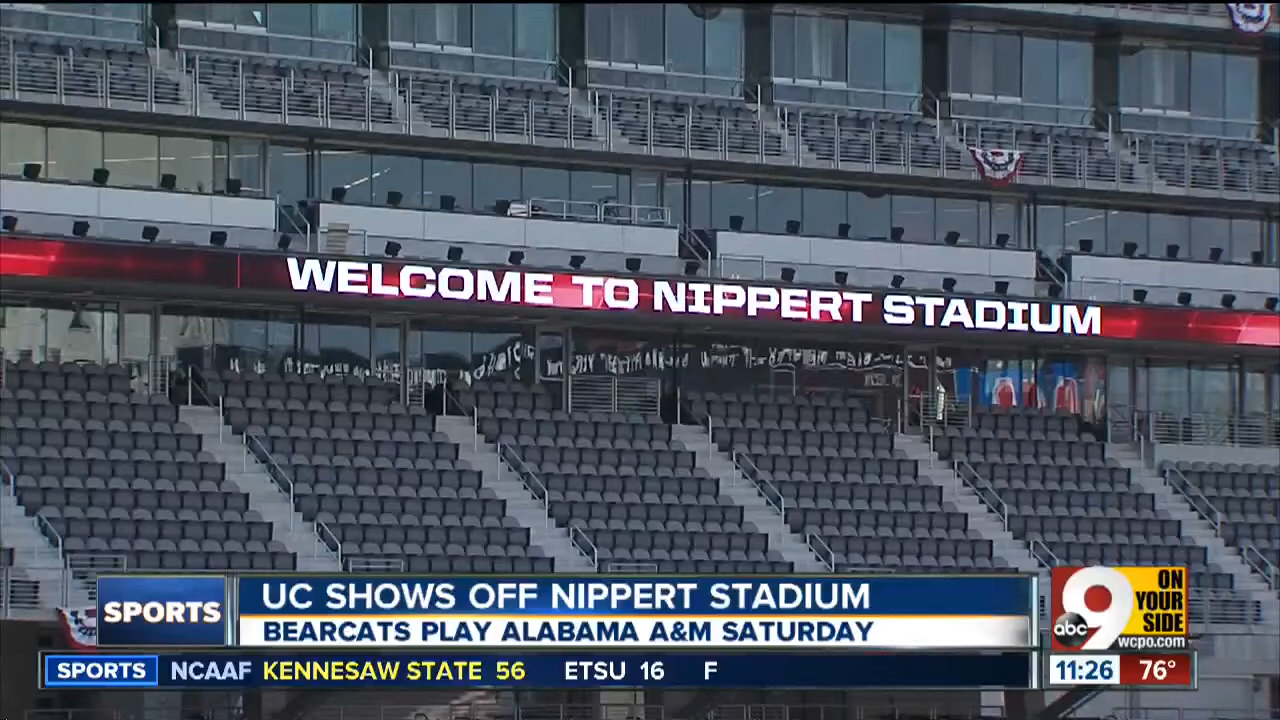 WELCOME TO NIPPERT STADIUM
SPORTS
UC SHOWS OFF NIPPERT STADIUM
BEARCATS PLAY ALABAMA A&M SATURDAY
9
abc
ON
YOUR
SIDE
wcpo.com
SPORTS NCAAF KENNESAW STATE 56 ETSU 16 F
11:26 76°